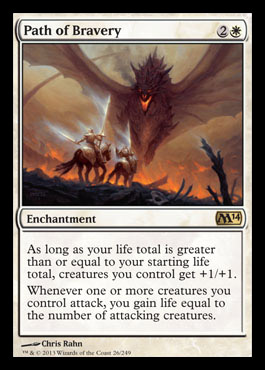 Path of Bravery 2
Enchantment M14
As long as your life total is greater
than or equal to your starting life
total, creatures you control get +1/+1.
Whenever one or more creatures you
control attack, you gain life equal to
the number of attacking creatures.
Chris Rahn
™ & © 2013 Wizards of the Coast 26/249